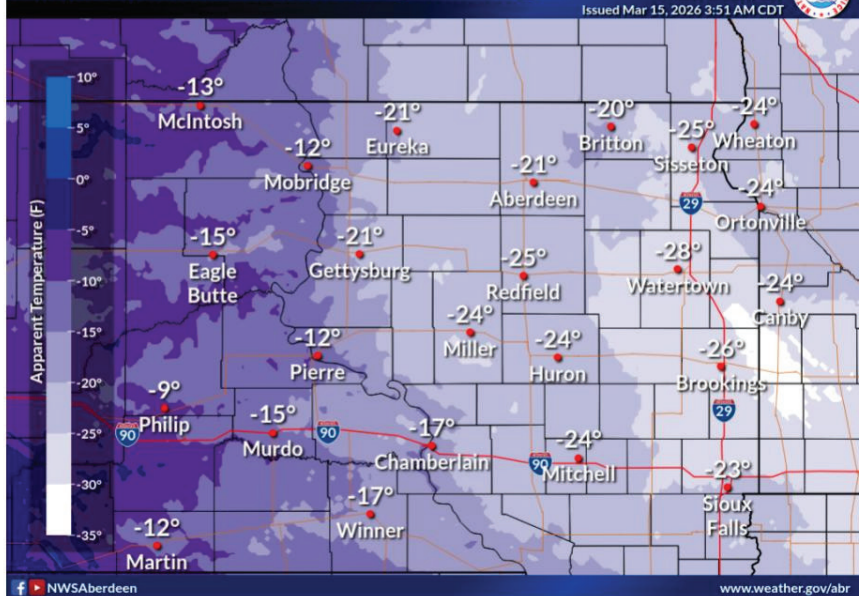 Issued Mar 15, 2026 3:51 AM CDT
Apparent Temperature (F)
10°
5°
0°
-5°
-10°
-15°
-20°
-25°
-30°
-35°
-13°
McIntosh
-21°
Eureka
-20°
Britton
-24°
Wheaton
-25°
Sisseton
-12°
Mobridge
-21°
Aberdeen
29
-24°
Ortonville
-15°
Eagle
Butte
-21°
Gettysburg
-25°
Redfield
-28°
Watertown
-24°
Canby
-12°
Pierre
-24°
Miller
-24°
Huron
-26°
Brookings
-9°
Philip
90
-15°
Murdo
90
-17°
Chamberlain
90
-24°
Mitchell
29
-23°
Sioux
Falls
-12°
Martin
-17°
Winner
NWSAberdeen
www.weather.gov/abr